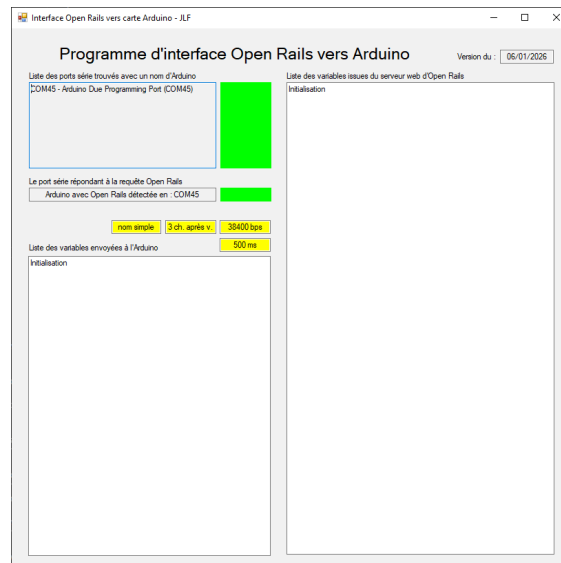 Interface Open Rails vers carte Arduino - JLF
Programme d'interface Open Rails vers Arduino
Version du : 06/01/2026
Liste des ports série trouvés avec un nom d'Arduino
COM45 - Arduino Due Programming Port (COM45)
Le port série répondant à la requête Open Rails
Arduino avec Open Rails détectée en : COM45
nom simple 3 ch. après v. 38400 bps
500 ms
Liste des variables envoyées à l'Arduino
Initialisation
Liste des variables issues du serveur web d'Open Rails
Initialisation